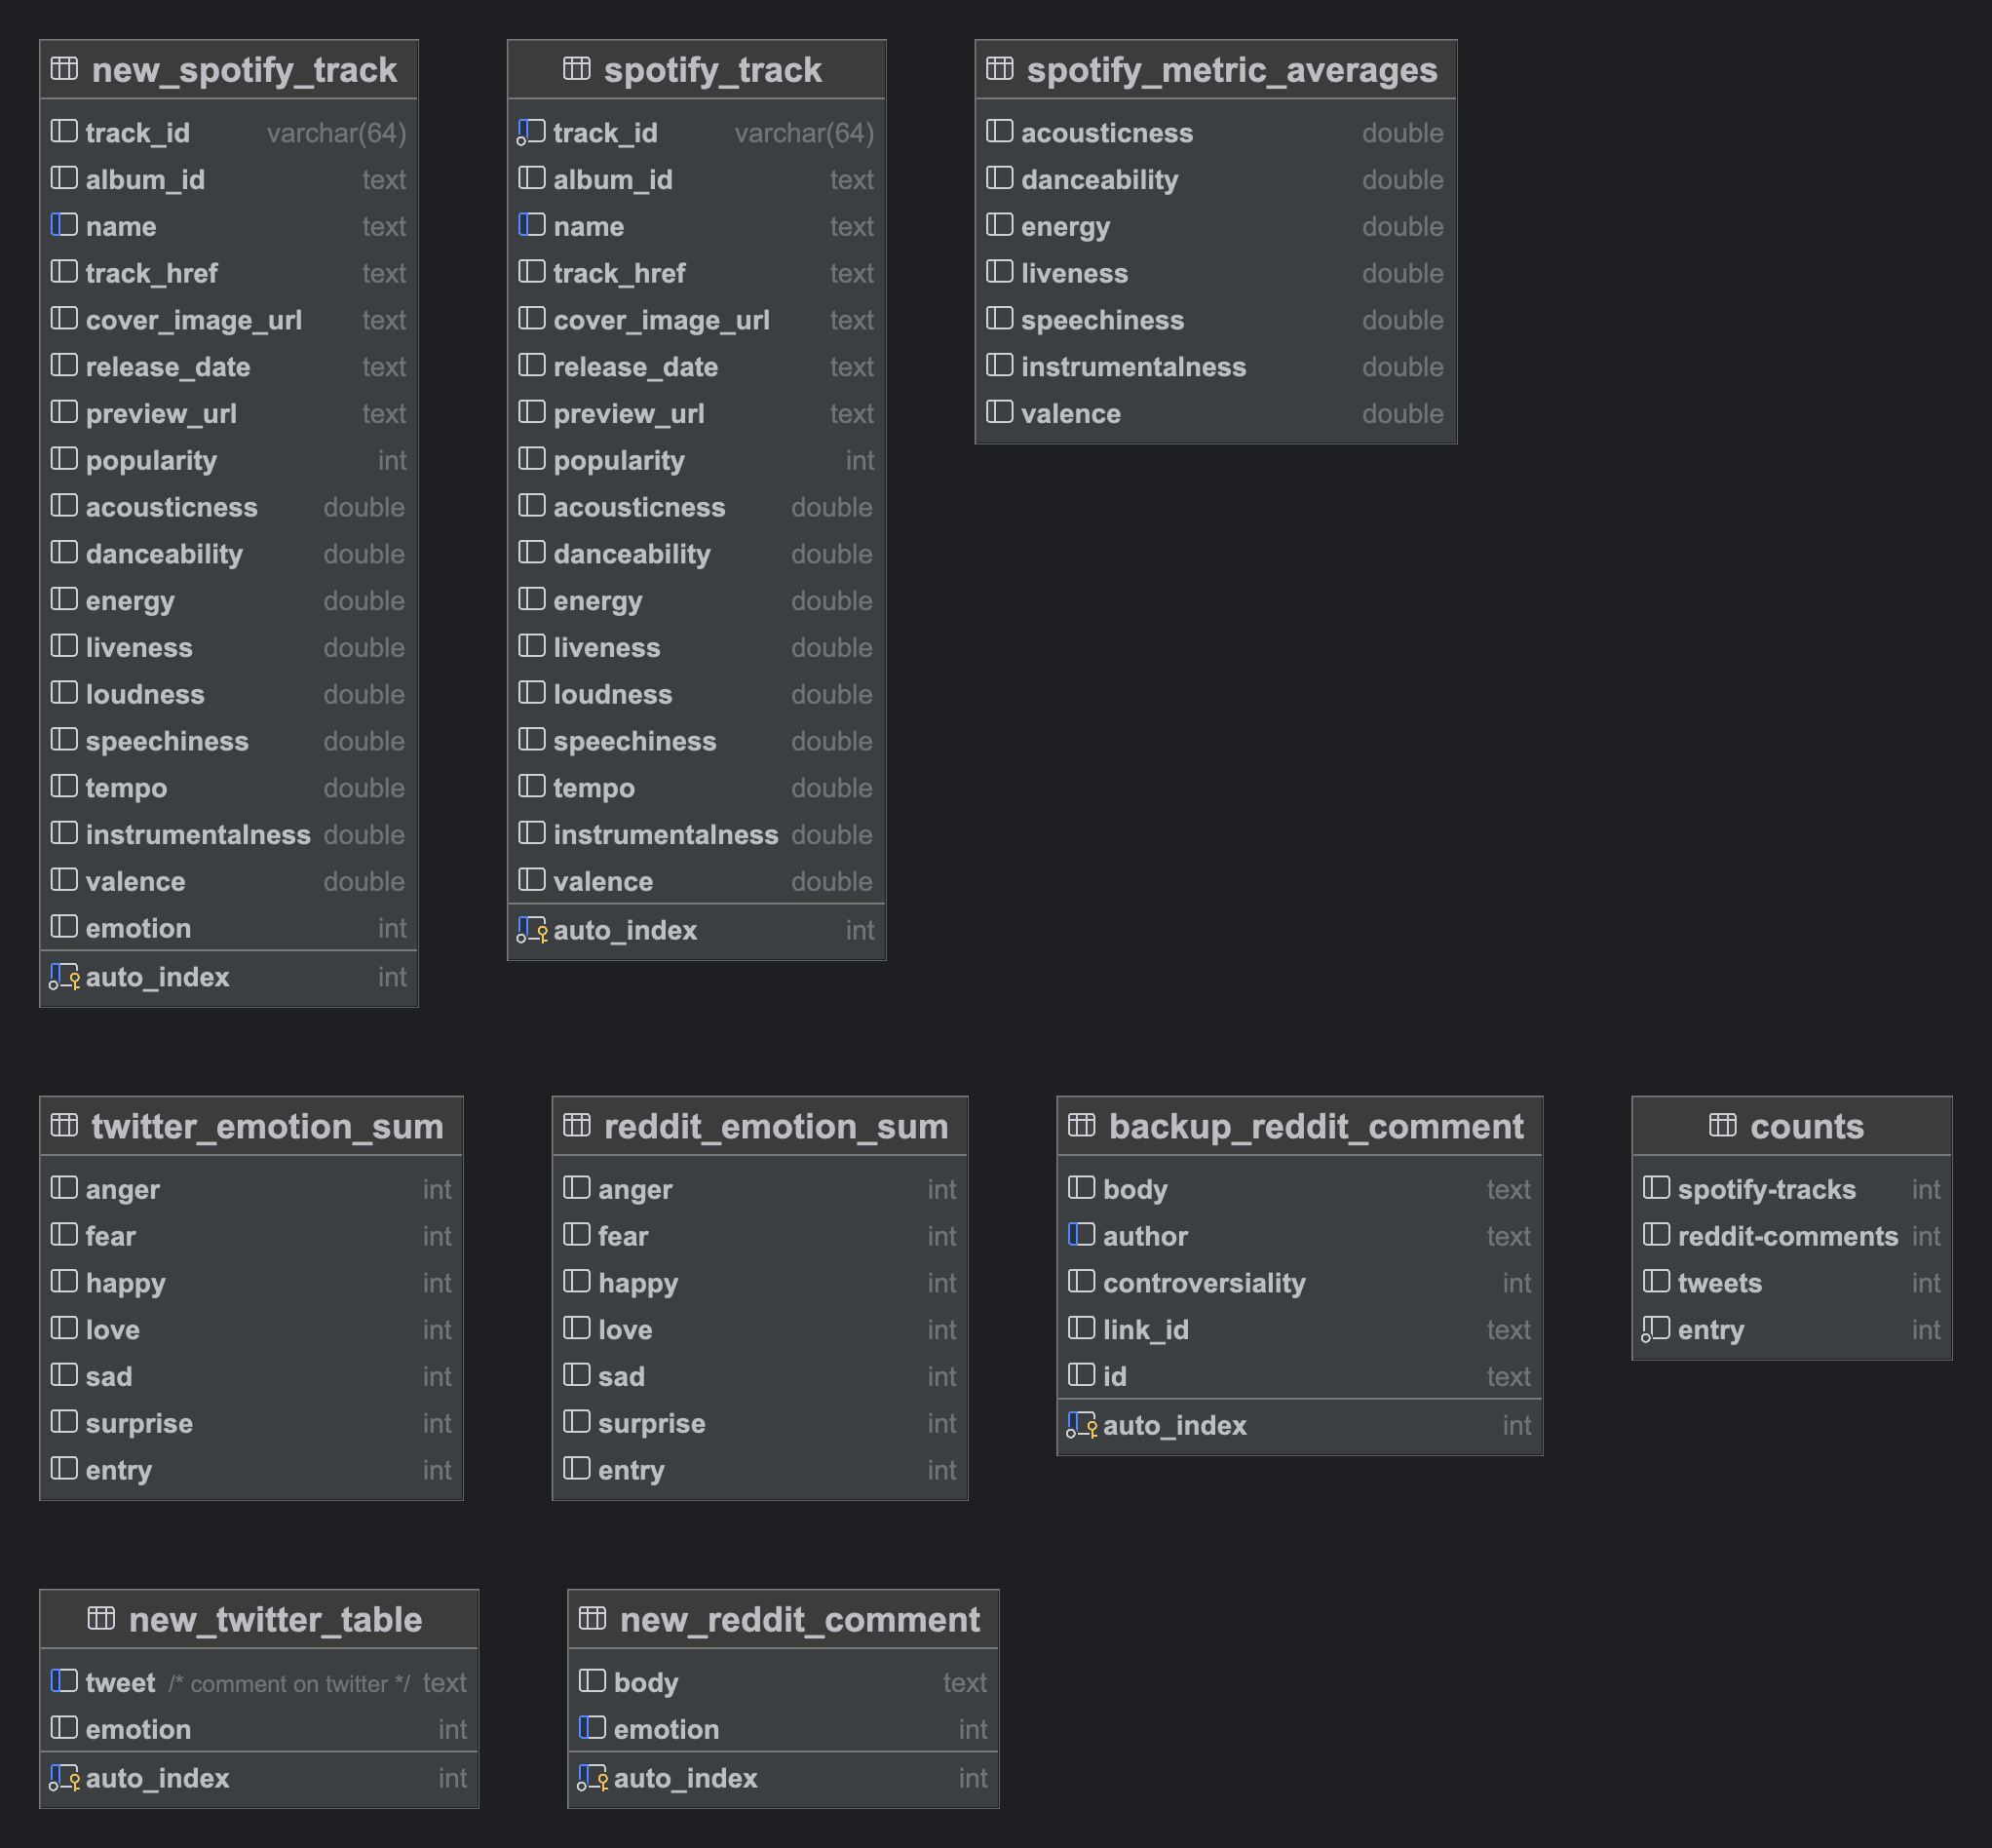 new_spotify_track
track_id varchar(64)
album_id text
name text
track_href text
cover_image_url text
release_date text
preview_url text
popularity int
acousticness double
danceability double
energy double
liveness double
loudness double
speechiness double
tempo double
instrumentalness double
valence double
emotion int
auto_index int
spotify_track
track_id varchar(64)
album_id text
name text
track_href text
cover_image_url text
release_date text
preview_url text
popularity int
acousticness double
danceability double
energy double
liveness double
loudness double
speechiness double
tempo double
instrumentalness double
valence double
auto_index int
spotify_metric_averages
acousticness double
danceability double
energy double
liveness double
speechiness double
instrumentalness double
valence double
twitter_emotion_sum
anger int
fear int
happy int
love int
sad int
surprise int
entry int
reddit_emotion_sum
anger int
fear int
happy int
love int
sad int
surprise int
entry int
backup_reddit_comment
body text
author text
controversiality int
link_id text
id text
auto_index int
counts
spotify-tracks int
reddit-comments int
tweets int
entry int
new_twitter_table
tweet /* comment on twitter */ text
emotion int
auto_index int
new_reddit_comment
body text
emotion int
auto_index int